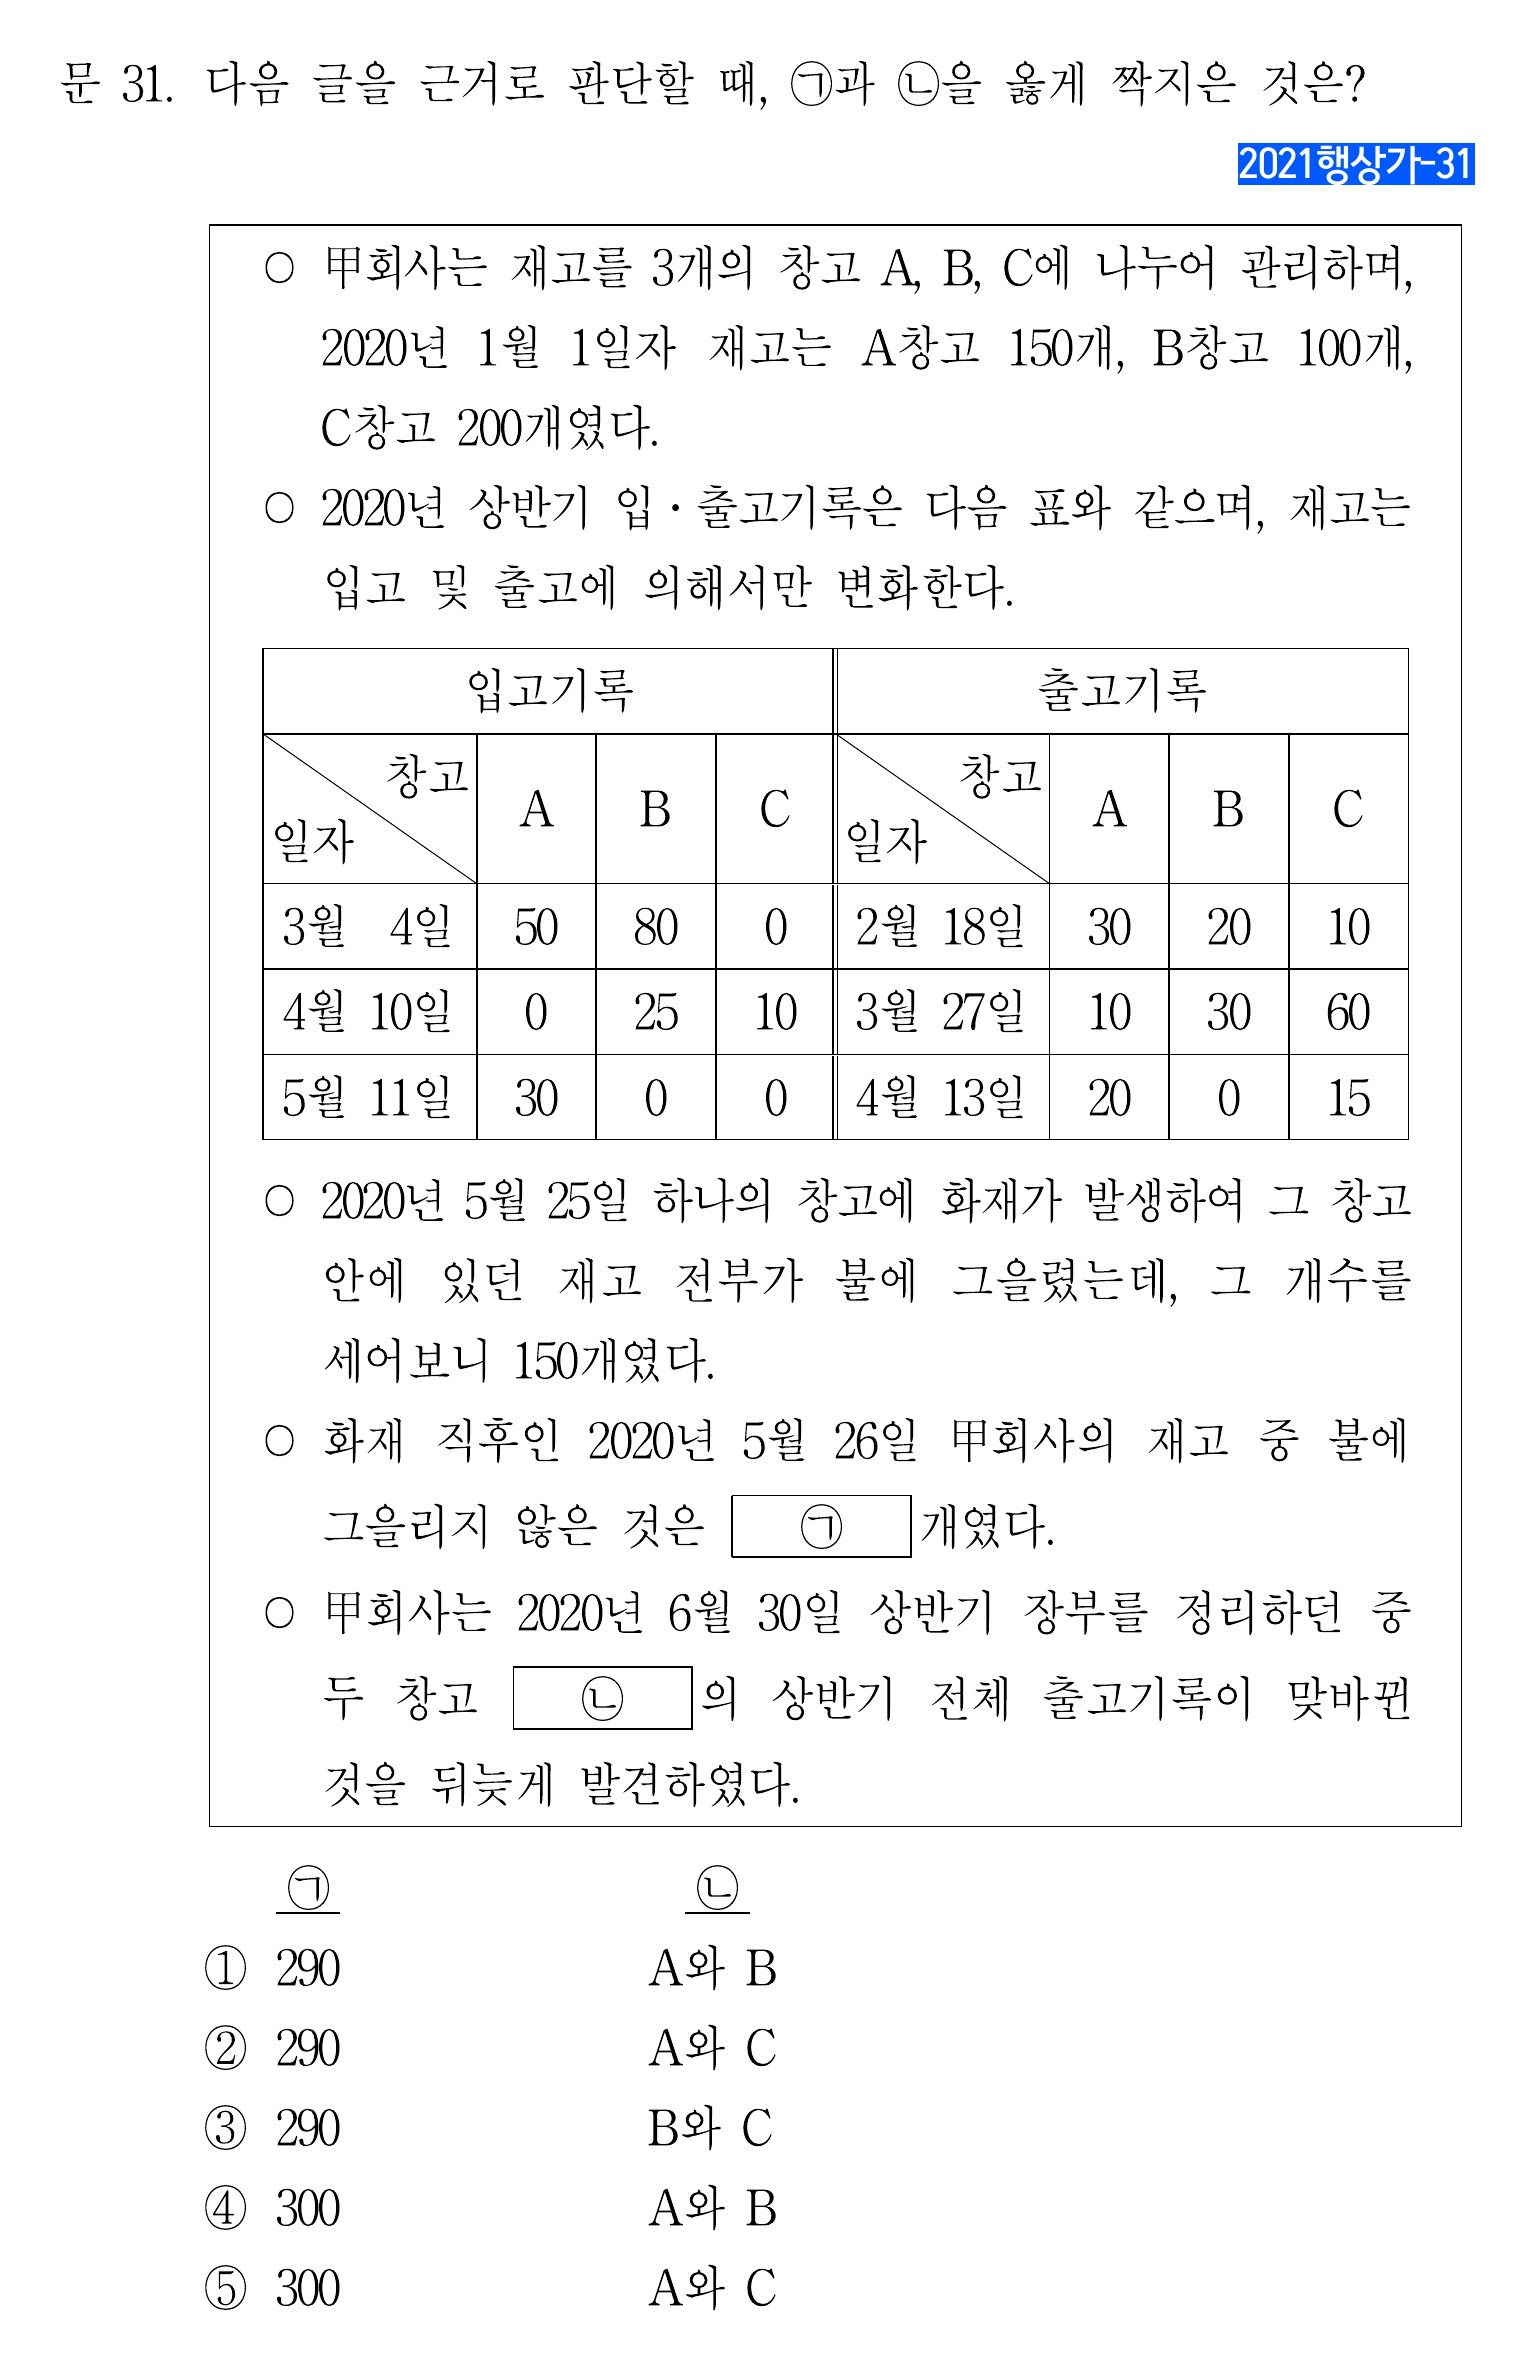 문 31. 다음 글을 근거로 판단할 때, ㉠과 ㉡을 옳게 짝지은 것은?
2021행상가-31
○ 甲회사는 재고를 3개의 창고 A, B, C에 나누어 관리하며,
2020년 1월 1일자 재고는 A창고 150개, B창고 100개,
C창고 200개였다.
○ 2020년 상반기 입·출고기록은 다음 표와 같으며, 재고는
입고 및 출고에 의해서만 변화한다.
입고기록 출고기록
창고 일자 A B C 창고 일자 A B C
3월 4일 50 80 0 2월 18일 30 20 10
4월 10일 0 25 10 3월 27일 10 30 60
5월 11일 30 0 0 4월 13일 20 0 15
○ 2020년 5월 25일 하나의 창고에 화재가 발생하여 그 창고
안에 있던 재고 전부가 불에 그을렸는데, 그 개수를
세어보니 150개였다.
○ 화재 직후인 2020년 5월 26일 甲회사의 재고 중 불에
그을리지 않은 것은 ㉠ 개였다.
○ 甲회사는 2020년 6월 30일 상반기 장부를 정리하던 중
두 창고 ㉡ 의 상반기 전체 출고기록이 맞바뀐
것을 뒤늦게 발견하였다.
㉠ ㉡
① 290 A와 B
② 290 A와 C
③ 290 B와 C
④ 300 A와 B
⑤ 300 A와 C